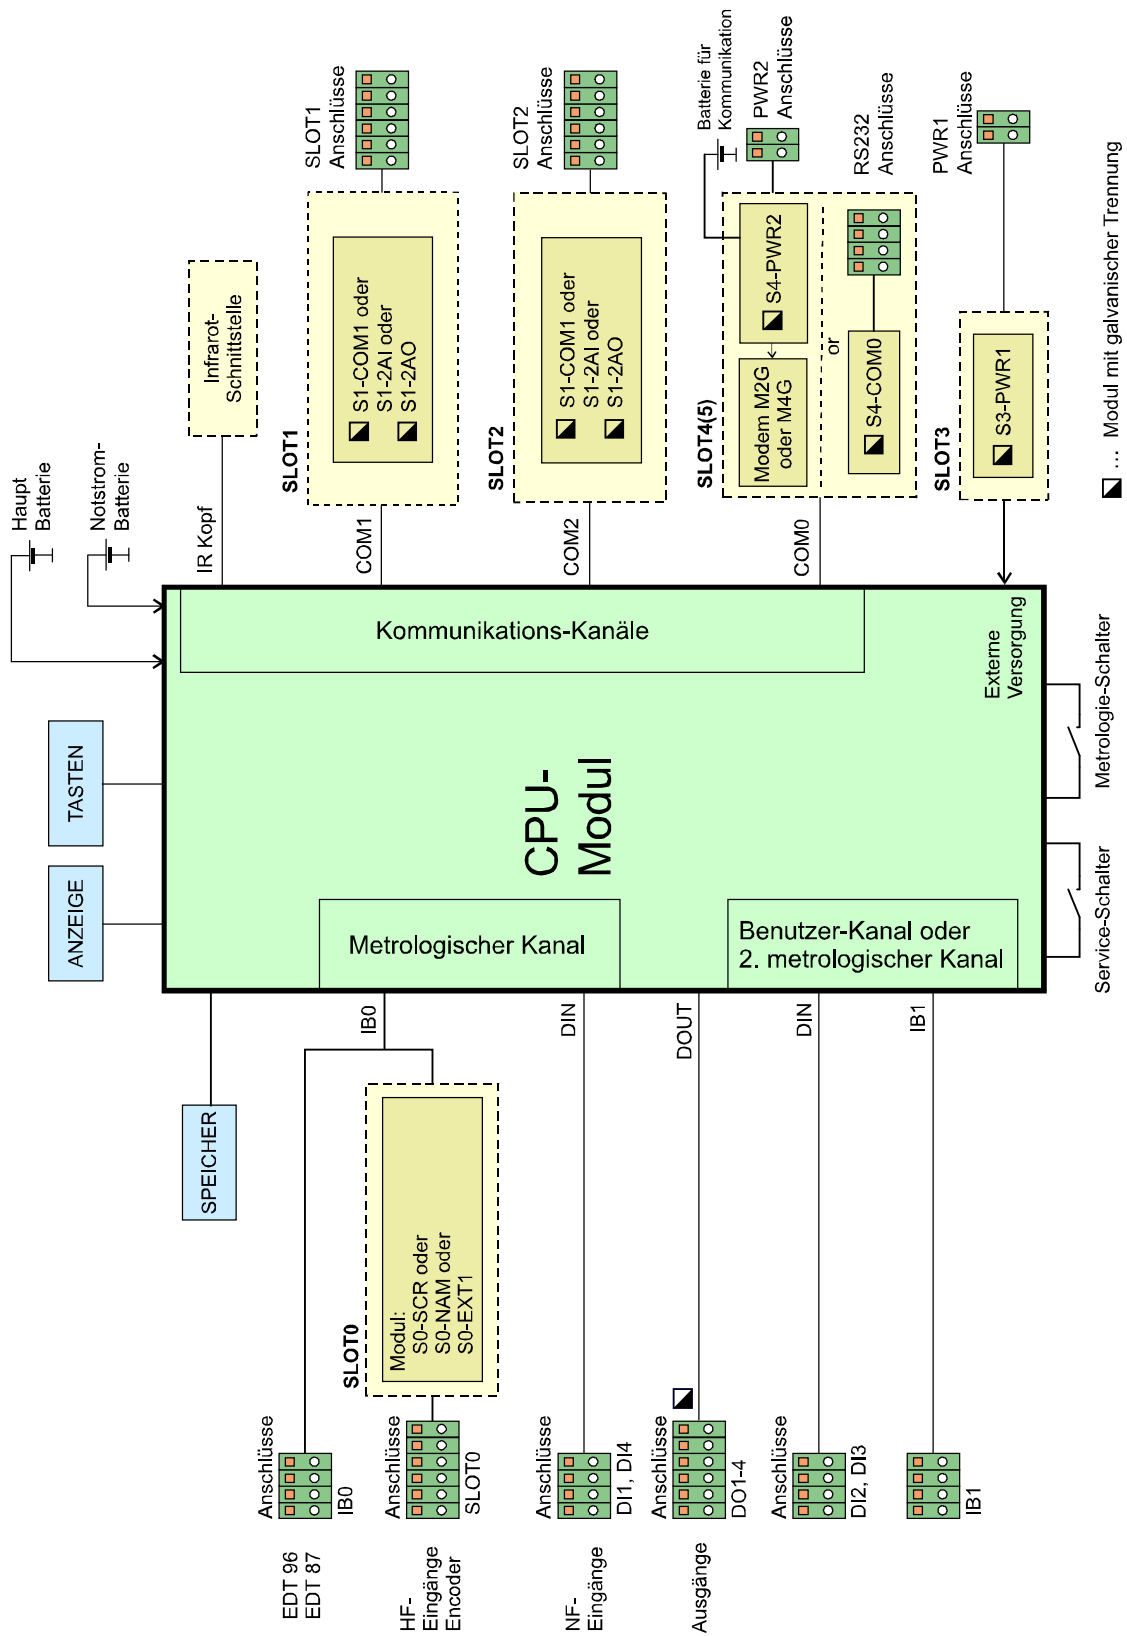 EDT 96
EDT 87
Anschlüsse
IB0
HF-
Eingänge
Encoder
Anschlüsse
SLOT0
NF-
Eingänge
Anschlüsse
DI1, DI4
Ausgänge
Anschlüsse
DO1-4
Anschlüsse
DI2, DI3
IB1
SPEICHER
SLOT0
Modul:
S0-SCR oder
S0-NAM oder
S0-EXT1
IB0
DIN
DOUT
DIN
IB1
ANZEIGE
TASTEN
Metrologischer Kanal
Benutzer-Kanal oder
2. metrologischer Kanal
CPU-
Modul
Kommunikations-Kanäle
Externe
Versorgung
Service-Schalter
Metrologie-Schalter
Haupt
Batterie
Notstrom-
Batterie
IR Kopf
COM1
COM2
COM0
Infrarot-
Schnittstelle
SLOT1
S1-COM1 oder
S1-2AI oder
S1-2AO
SLOT1
Anschlüsse
SLOT2
S1-COM1 oder
S1-2AI oder
S1-2AO
SLOT2
Anschlüsse
SLOT4(5)
Modem M2G
oder M4G
S4-PWR2
or
S4-COM0
Batterie für
Kommunikation
PWR2
Anschlüsse
RS232
Anschlüsse
SLOT3
S3-PWR1
PWR1
Anschlüsse
... Modul mit galvanischer Trennung